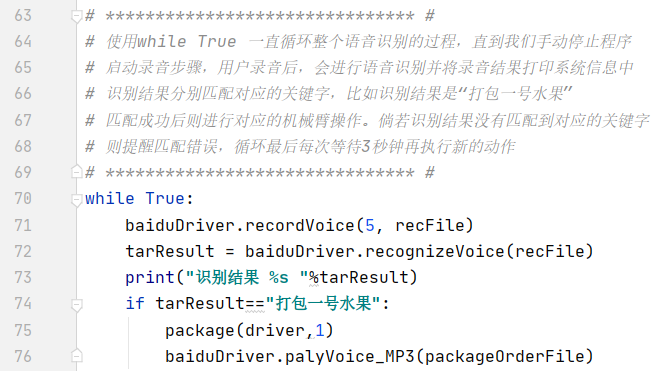 63 # ******************************* #
64 # 使用while True 一直循环整个语音识别的过程，直到我们手动停止程序
65 # 启动录音步骤，用户录音后，会进行语音识别并将录音结果打印系统信息中
66 # 识别结果分别匹配对应的关键字，比如识别结果是“打包一号水果”
67 # 匹配成功后则进行对应的机械臂操作。倘若识别结果没有匹配到对应的关键字
68 # 则提醒匹配错误，循环最后每次等待3秒钟再执行新的动作
69 # ******************************* #
70 while True:
71     baiduDriver.recordVoice(5, recFile)
72     tarResult = baiduDriver.recognizeVoice(recFile)
73     print("识别结果 %s "%tarResult)
74     if tarResult=="打包一号水果":
75         package(driver,1)
76         baiduDriver.palyVoice_MP3(packageOrderFile)